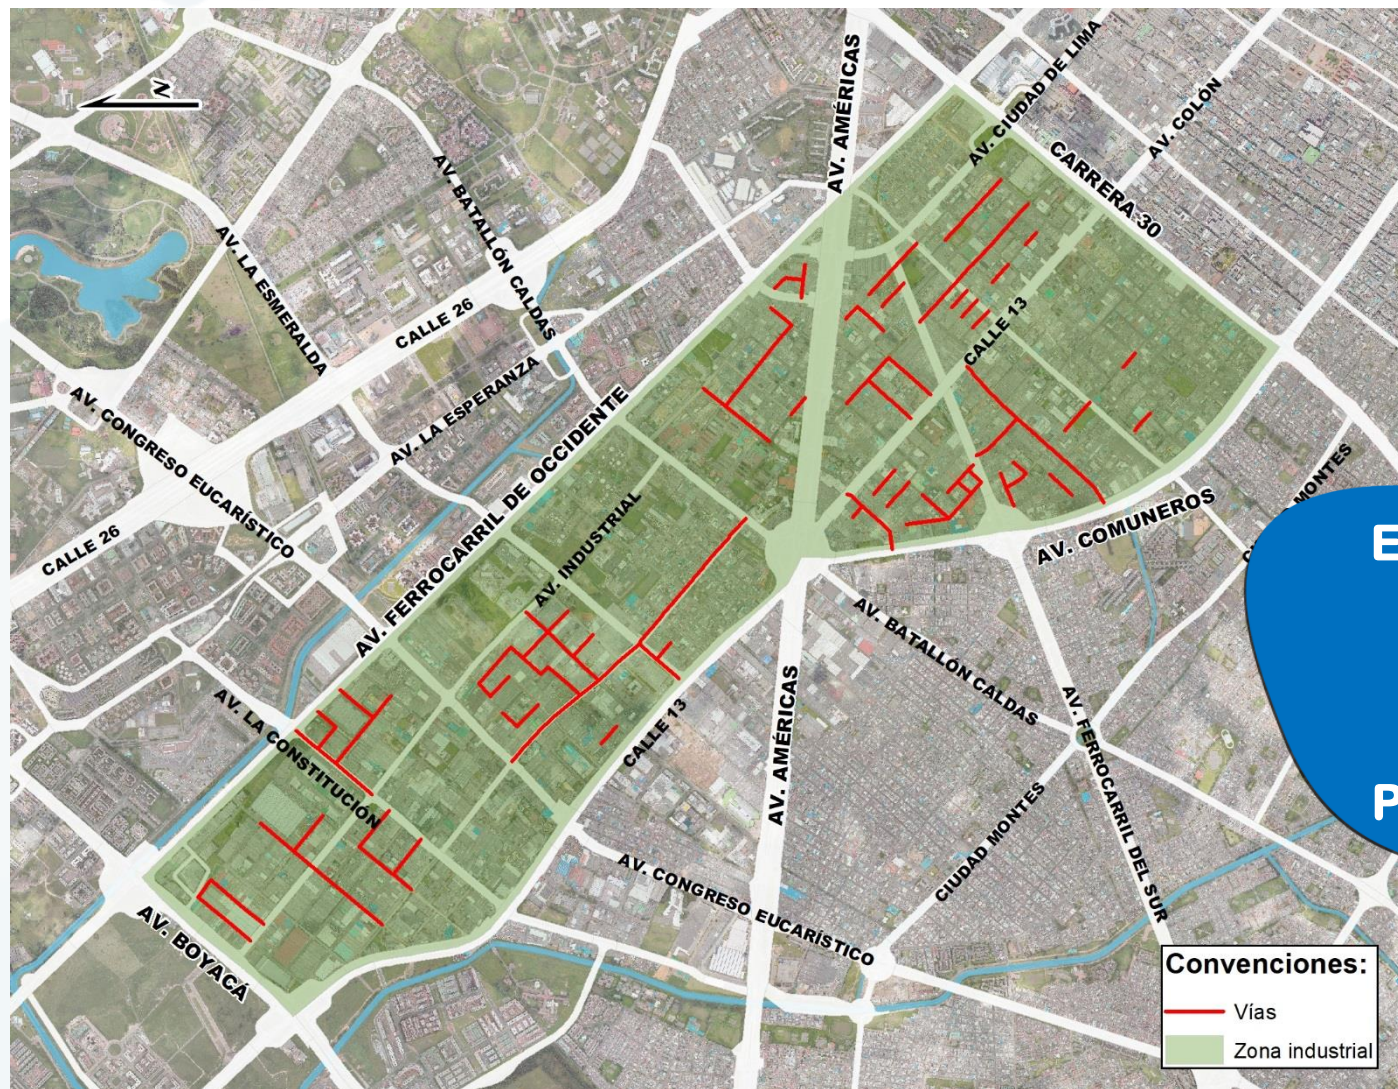 N
AV. AMÉRICAS
AV. CIUDAD DE LIMA
AV. COLÓN
CARRERA 30
AV. BATALLÓN CALDAS
AV. LA ESMERALDA
CALLE 26
AV. LA ESPERANZA
CALLE 13
AV. CONGRESO EUCARÍSTICO
AV. FERROCARRIL DE OCCIDENTE
CALLE 26
AV. INDUSTRIAL
AV. COMUNEROS
MONTES
E
AV. BATALLÓN CALDAS
AV. LA CONSTITUCIÓN
AV. AMÉRICAS
CALLE 13
AV. FERROCARRIL DEL SUR
CIUDAD MONTES
P
AV. CONGRESO EUCARÍSTICO
AV. BOYACÁ
Convenciones:
Vías
Zona industrial